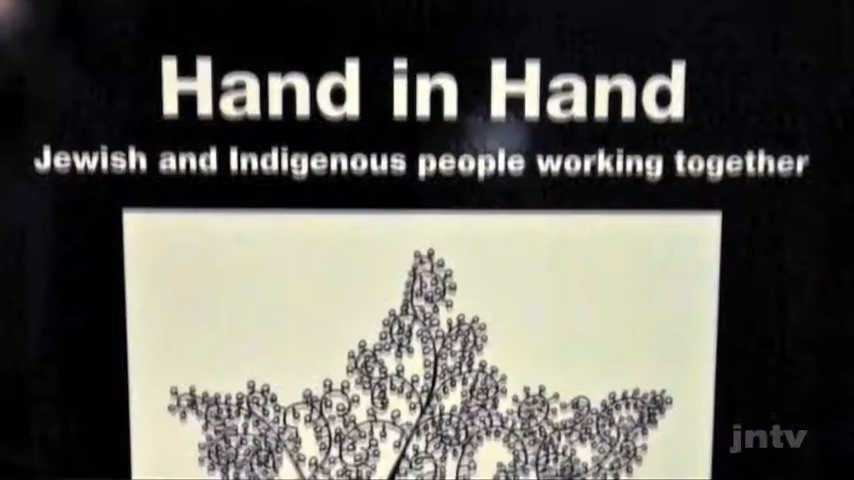 Hand in Hand
Jewish and Indigenous people working together
jntv